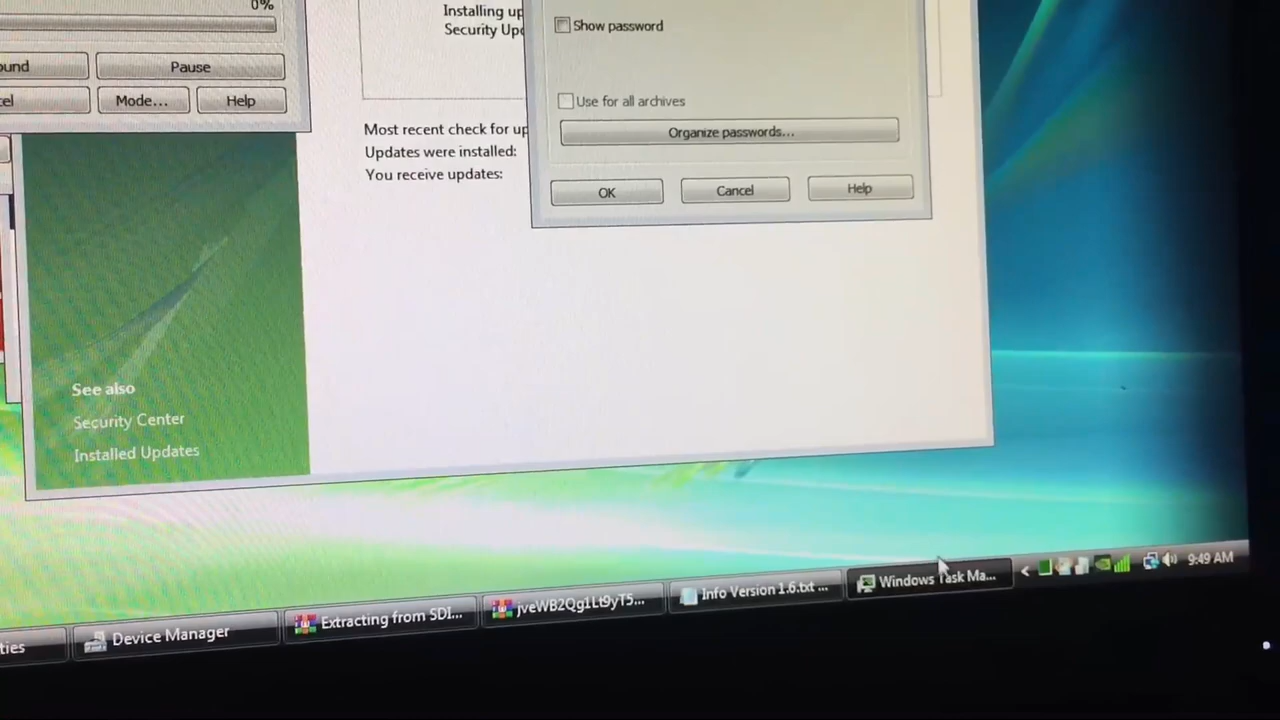 0%
ound
Pause
cel
Mode...
Help
Installing up
Security Upd
Most recent check for up
Updates were installed:
You receive updates:
Show password
Use for all archives
Organize passwords...
OK
Cancel
Help
See also
Security Center
Installed Updates
ties
Device Manager
Extracting from SDI...
jveWB2Qg1Lt9yT5...
Info Version 1.6.txt ...
Windows Task Ma...
9:49 AM